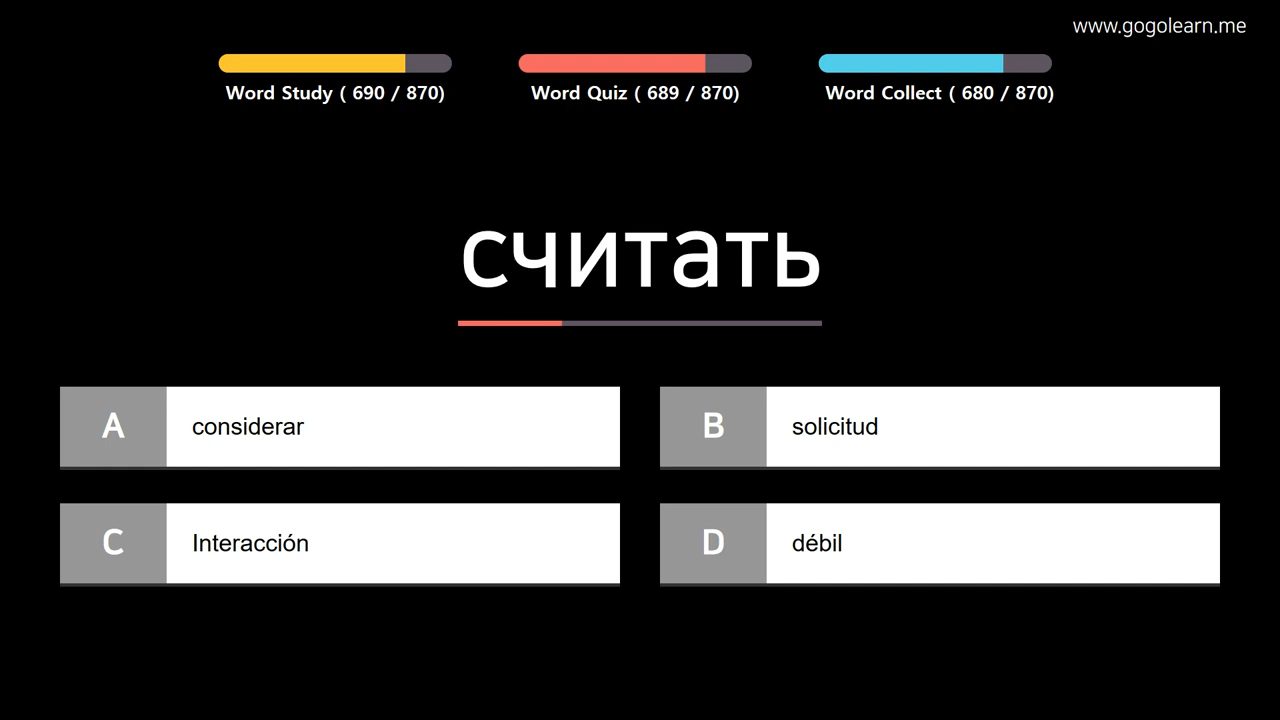 www.gogolearn.me
Word Study ( 690 / 870)
Word Quiz ( 689 / 870)
Word Collect ( 680 / 870)
считать
A considerar
B solicitud
C Interacción
D débil